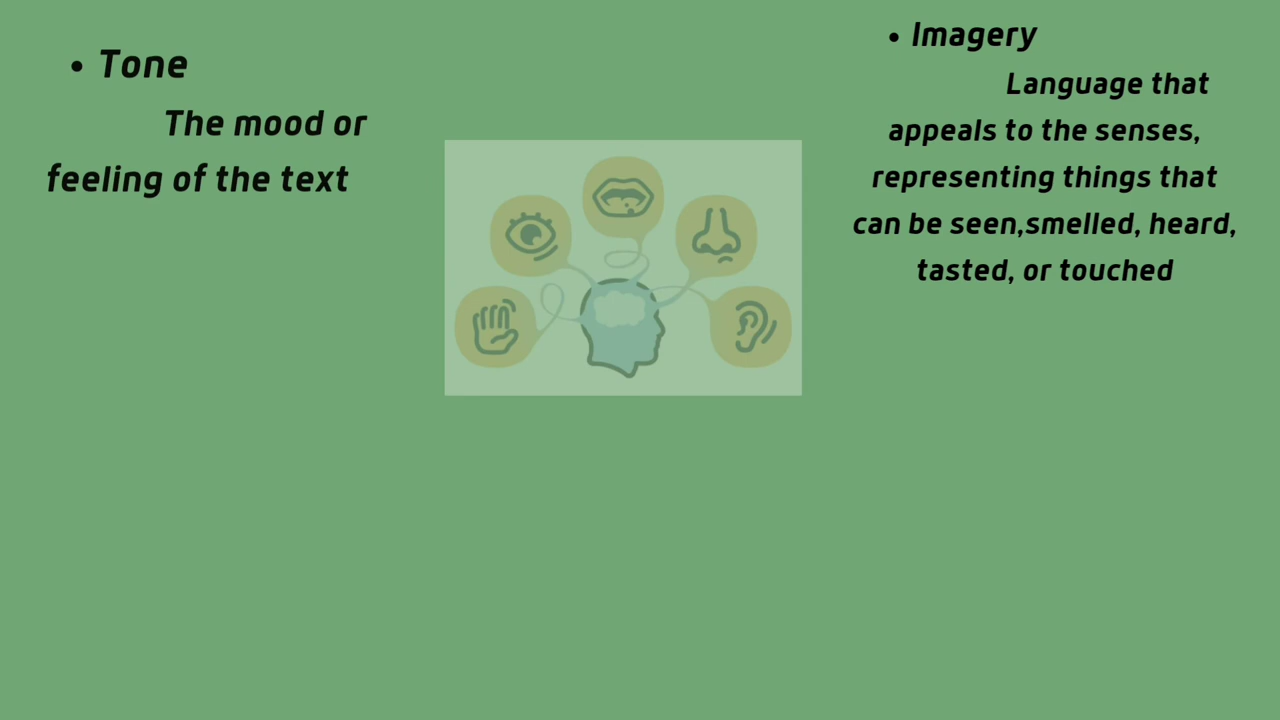 • Tone
The mood or
feeling of the text
• Imagery
Language that
appeals to the senses,
representing things that
can be seen,smelled, heard,
tasted, or touched